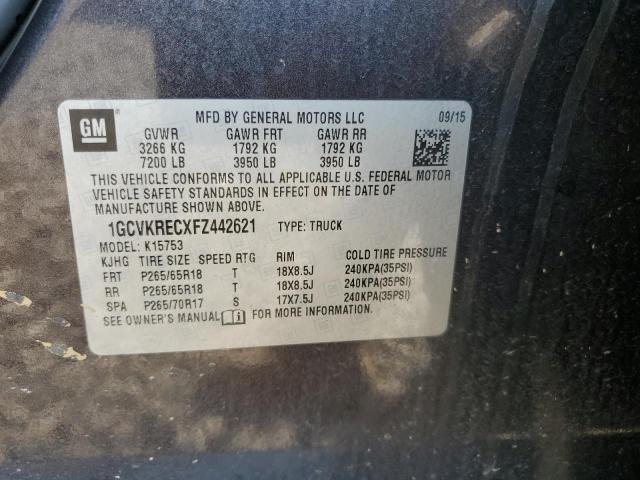 GM
MFD BY GENERAL MOTORS LLC 09/15
GVWR GAWR FRT GAWR RR
3266 KG 1792 KG 1792 KG
7200 LB 3950 LB 3950 LB
THIS VEHICLE CONFORMS TO ALL APPLICABLE U.S. FEDERAL MOTOR
VEHICLE SAFETY STANDARDS IN EFFECT ON THE DATE OF
MANUFACTURE SHOWN ABOVE.
1GCVKRECXFZ442621 TYPE: TRUCK
MODEL: K15753
KJHG TIRE SIZE SPEED RTG RIM COLD TIRE PRESSURE
FRT P265/65R18 T 18X8.5J 240KPA(35PSI)
RR P265/65R18 T 18X8.5J 240KPA(35PSI)
SPA P265/70R17 S 17X7.5J 240KPA(35PSI)
SEE OWNER'S MANUAL FOR MORE INFORMATION.